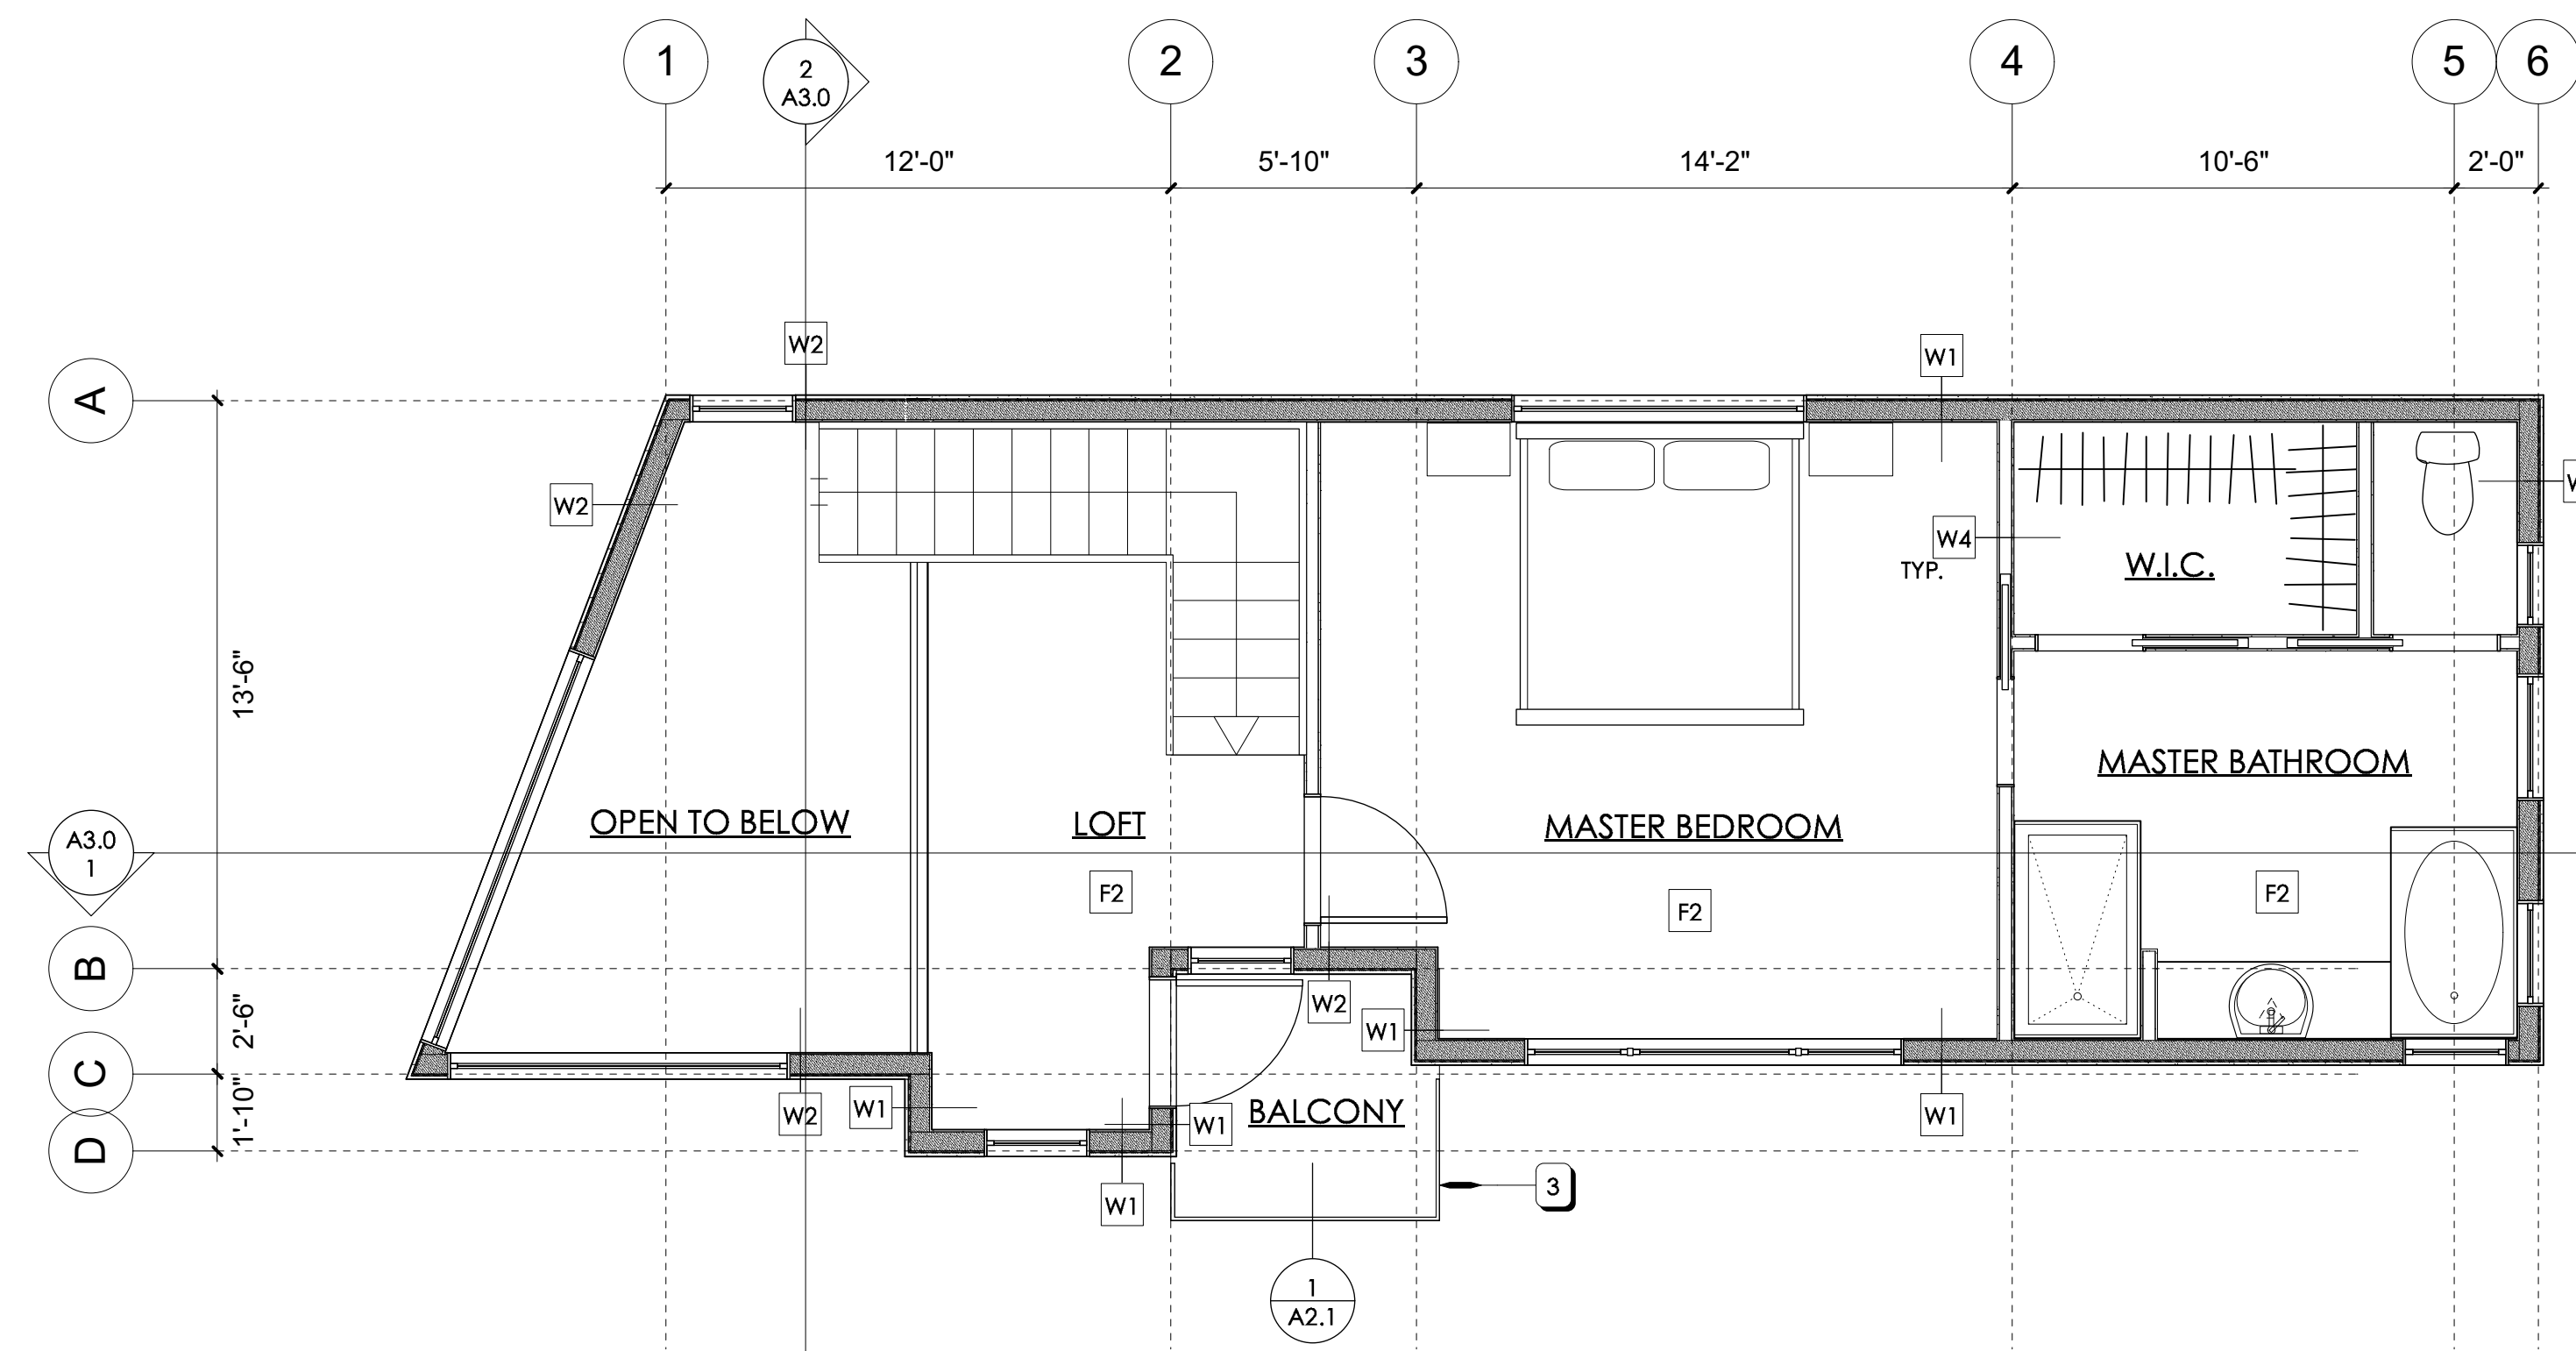 1
2
A3.0
2
3
4
5
6
12'-0"
5'-10"
14'-2"
10'-6"
2'-0"
W2
W1
A
W2
W4
TYP.
W.I.C.
13'-6"
MASTER BATHROOM
OPEN TO BELOW
LOFT
MASTER BEDROOM
A3.0
1
F2
F2
F2
B
W2
2'-6"
W1
C
1'-10"
W2
W1
W1
BALCONY
W1
D
W1
3
1
A2.1